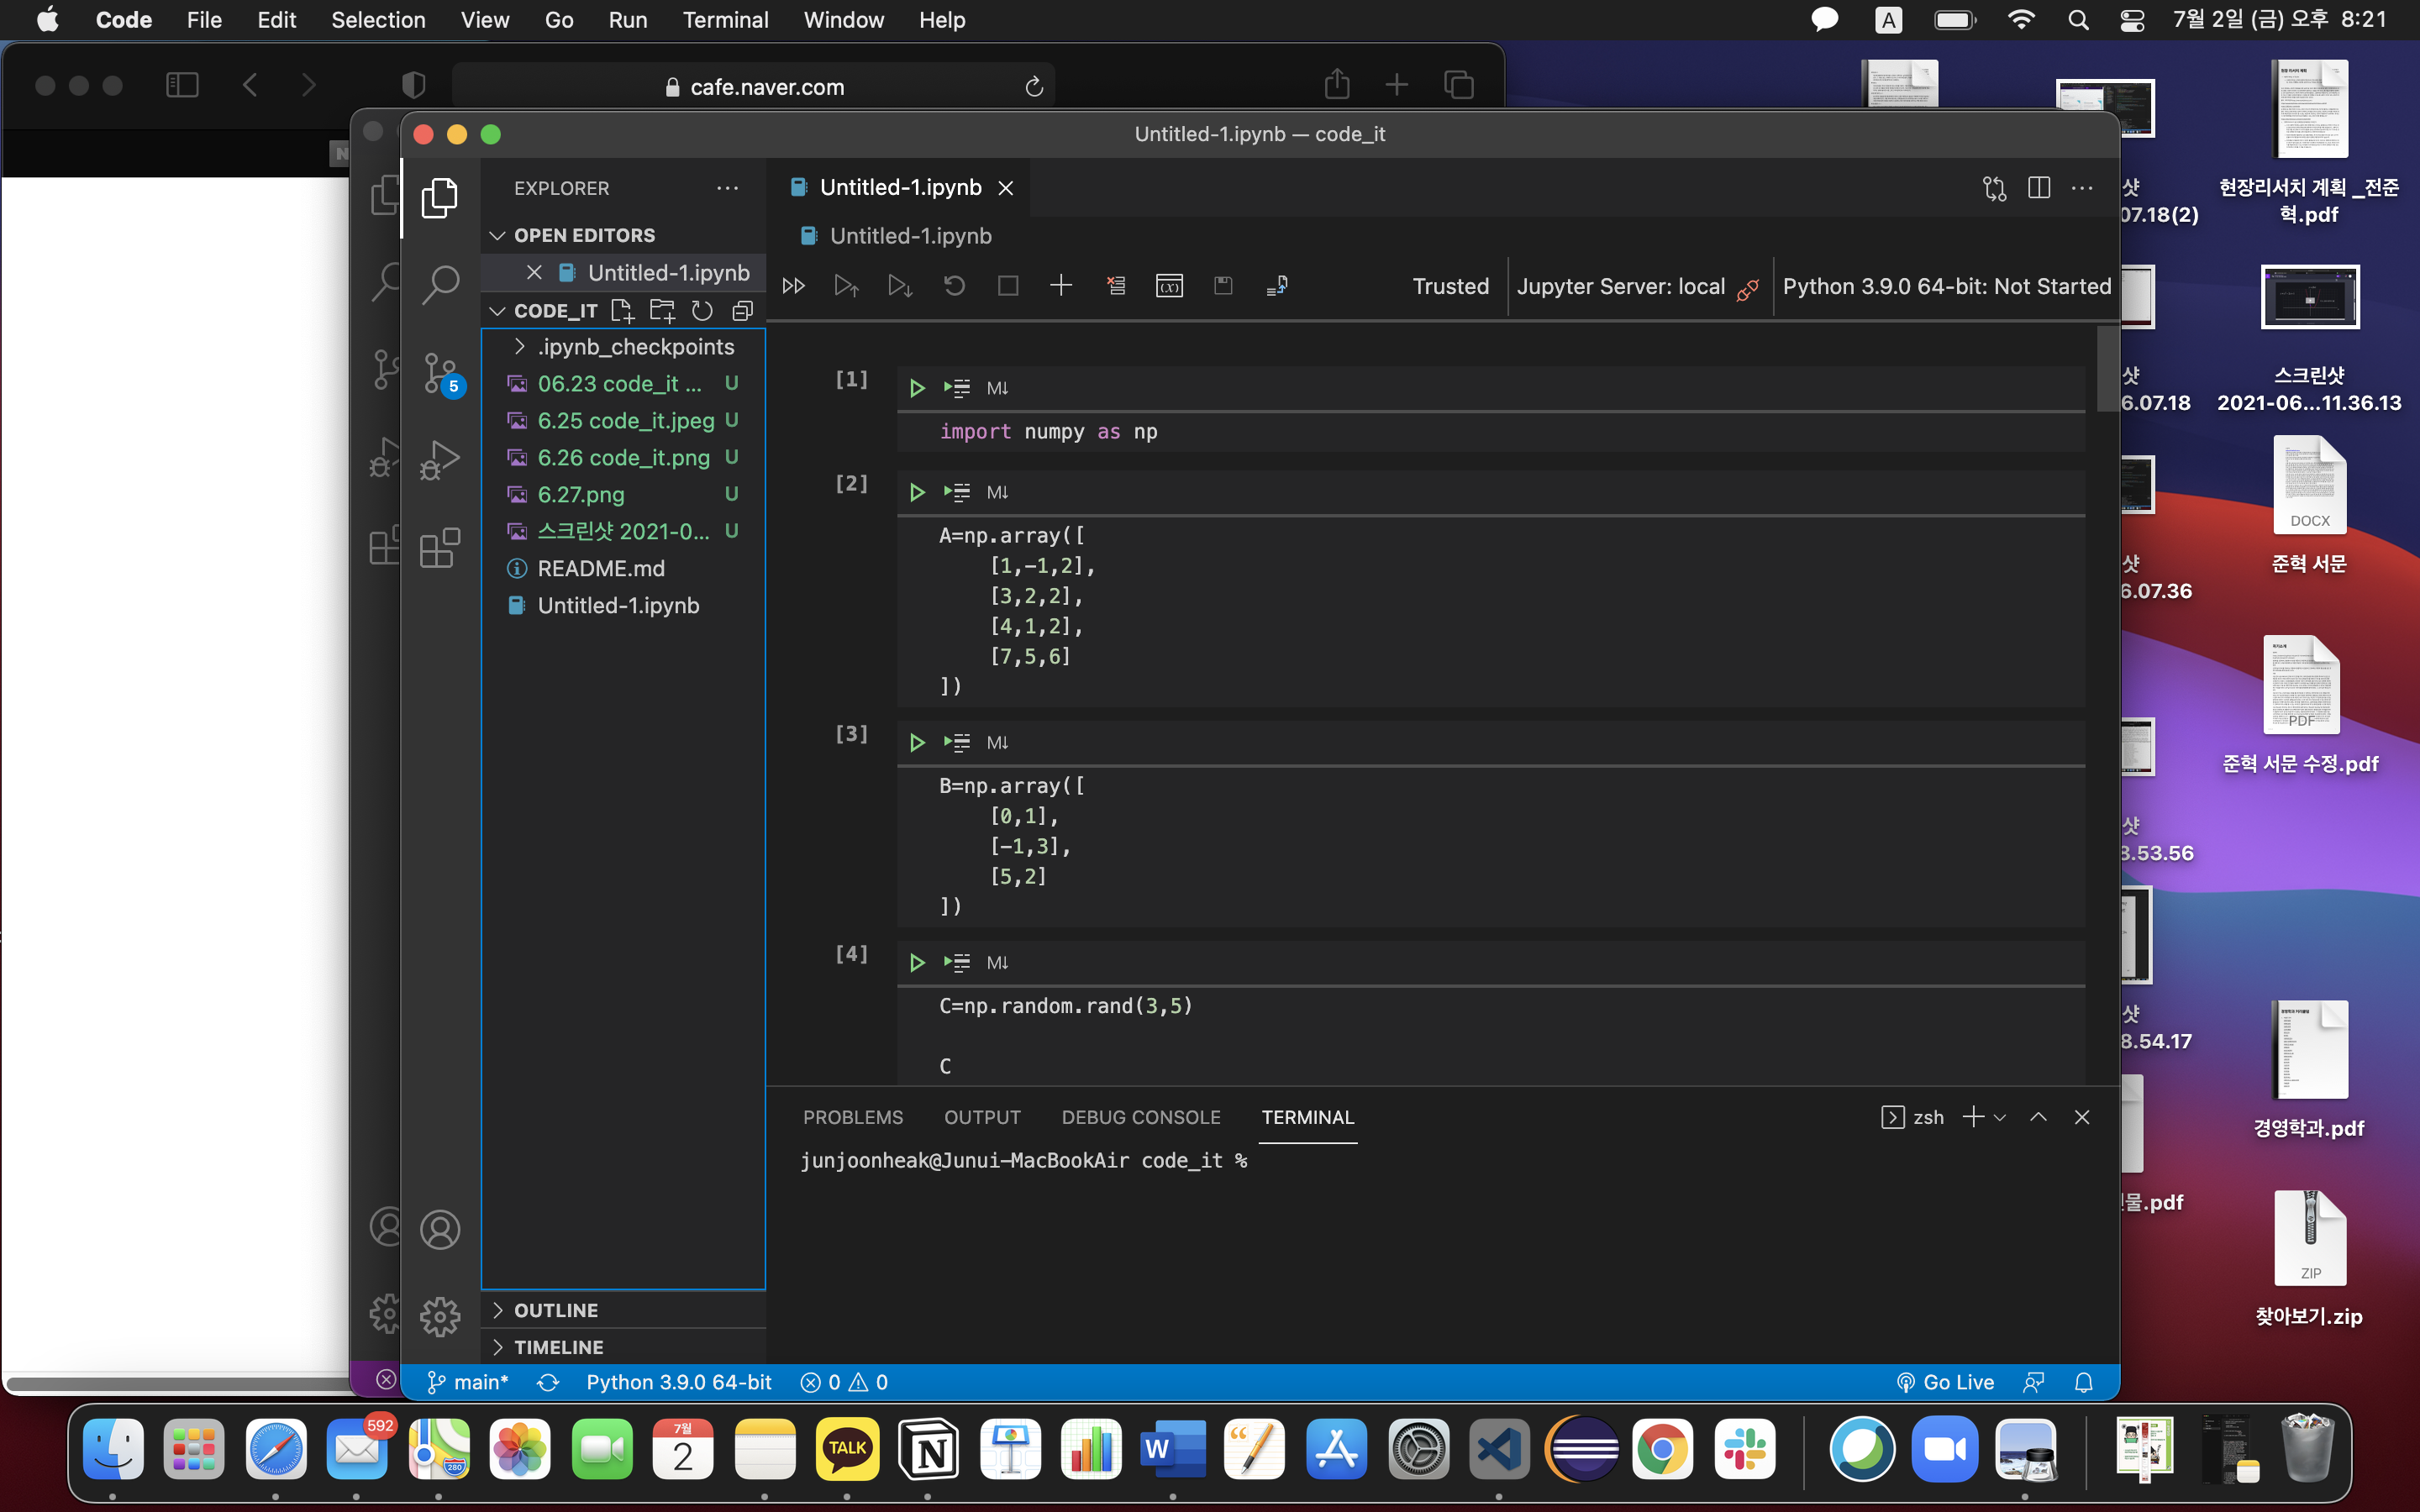 Code File Edit Selection View Go Run Terminal Window Help A 7월 2일 (금) 오후 8:21
cafe.naver.com
Untitled-1.ipynb — code_it
EXPLORER
OPEN EDITORS
Untitled-1.ipynb
CODE_IT
.ipynb_checkpoints
06.23 code_it ... U
6.25 code_it.jpeg U
6.26 code_it.png U
6.27.png U
스크린샷 2021-0... U
README.md
Untitled-1.ipynb
OUTLINE
TIMELINE
5
Untitled-1.ipynb
Untitled-1.ipynb
Trusted Jupyter Server: local Python 3.9.0 64-bit: Not Started
[1]
M↓
import numpy as np
[2]
M↓
A=np.array([
[1,-1,2],
[3,2,2],
[4,1,2],
[7,5,6]
])
[3]
M↓
B=np.array([
[0,1],
[-1,3],
[5,2]
])
[4]
M↓
C=np.random.rand(3,5)
C
PROBLEMS OUTPUT DEBUG CONSOLE TERMINAL zsh
junjoonheak@Junui-MacBookAir code_it %
main* Python 3.9.0 64-bit 0 0 Go Live
샷
07.18(2)
현장리서치 계획 _전준
혁.pdf
샷
6.07.18
스크린샷
2021-06...11.36.13
샷
6.07.36
DOCX
준혁 서문
PDF
준혁 서문 수정.pdf
샷
3.53.56
샷
8.54.17
경영학과.pdf
물.pdf
ZIP
찾아보기.zip
592
280
7월
2
TALK
N
W